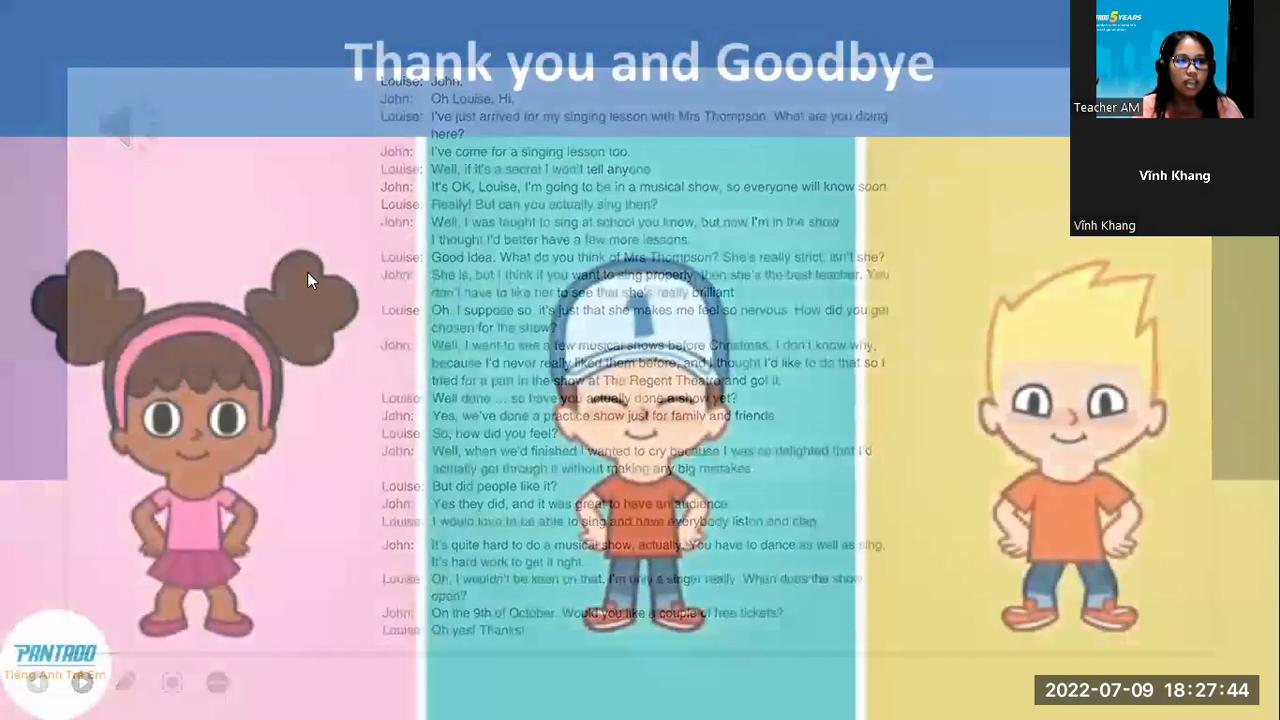 Thank you and Goodbye
Louise: John.
John: Oh Louise, Hi.
Louise: I've just arrived for my singing lesson with Mrs Thompson. What are you doing
here?
John: I've come for a singing lesson too.
Louise: Well, if it's a secret I won't tell anyone
John: It's OK, Louise, I'm going to be in a musical show, so everyone will know soon
Louise: Really! But can you actually sing then?
John: Well, I was taught to sing at school you know, but now I'm in the show
I thought I'd better have a few more lessons.
Louise: Good idea. What do you think of Mrs Thompson? She's really strict, isn't she?
John: She is, but I think if you want to sing properly, then she's the best teacher. You
don't have to like her to see that she's really brilliant
Louise: Oh, I suppose so, it's just that she makes me feel so nervous. How did you get
chosen for the show?
John: Well, I went to see a few musical shows before Christmas. I don't know why,
because I'd never really liked them before, and I thought I'd like to do that so I
tried for a part in the show at The Regent Theatre and got it.
Louise: Well done ... so have you actually done a show yet?
John: Yes, we've done a practice show just for family and friends
Louise: So, how did you feel?
John: Well, when we'd finished I wanted to cry because I was so delighted that I'd
actually got through it without making any big mistakes
Louise: But did people like it?
John: Yes they did, and it was great to have an audience
Louise: I would love to be able to sing and have everybody listen and clap
John: It's quite hard to do a musical show, actually. You have to dance as well as sing.
It's hard work to get it right.
Louise: Oh, I wouldn't be keen on that. I'm only a singer really. When does the show
open?
John: On the 9th of October. Would you like a couple of free tickets?
Louise: Oh yes! Thanks!
5 YEARS
Teacher AM
Vĩnh Khang
Vĩnh Khang
PANTADO
Tiếng Anh Trẻ Em
2022-07-09 18:27:44